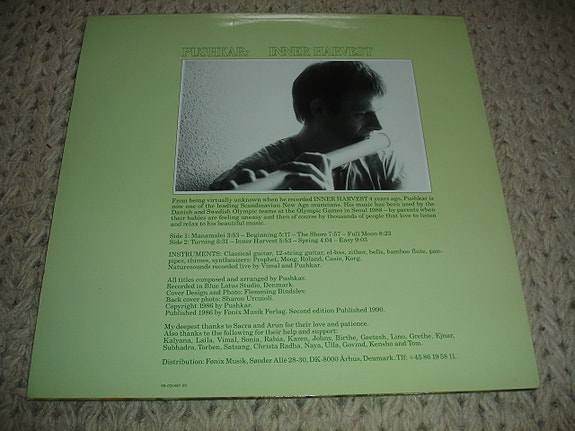 PUSHKAR: INNER HARVEST
From being virtually unknown when he recorded INNER HARVEST 4 years ago, Pushkar is
now one of the leading Scandinavian New Age musicians. His music has been used by the
Danish and Swedish Olympic teams at the Olympic Games in Seoul 1988 – by parents when
their babies are feeling uneasy and then of course by thousands of people that love to listen
and relax to his beautiful music.
Side 1: Manamalei 3:35 – Beginning 5:17 – The Shore 7:57 – Full Moon 8:23
Side 2: Turning 3:31 – Inner Harvest 5:53 – Spring 4:04 – Easy 9:03
INSTRUMENTS: Classical guitar, 12-string guitar, el-bas, zither, bells, bamboo flute, pan-
pipes, rhimes, synthesizers: Prophet, Moog, Roland, Casio, Korg.
Naturesounds recorded live by Vimal and Pushkar.
All titles composed and arranged by Pushkar.
Recorded in Blue Lotus Studio, Denmark.
Cover Design and Photo: Flemming Bindslev.
Back cover photo: Sharon Urcuioli.
Copyright 1986 by Pushkar.
Published 1986 by Fønix Musik Forlag. Second edition Published 1990.
My deepest thanks to Sacra and Arun for their love and patience.
Also thanks to the following for their help and support:
Kalyana, Laila, Vimal, Sonia, Rabia, Karen, Johny, Birthe, Geetesh, Lino, Grethe, Ejnar,
Subhadra, Torben, Satsang, Christa Radha, Naya, Ulla, Govind, Kensho and Tom.
Distribution: Fønix Musik, Sønder Allé 28-30, DK-8000 Århus, Denmark. Tlf: +45 86 19 58 11.